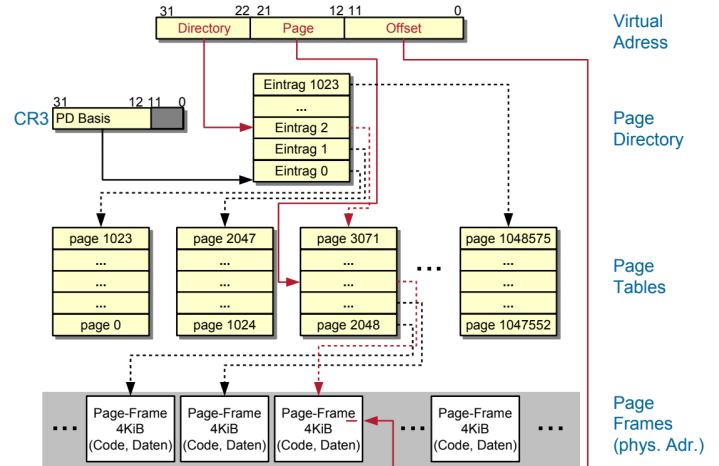 31 22 21 12 11 0
Directory Page Offset
Virtual
Adress
31 12 11 0
CR3 PD Basis
Eintrag 1023
...
Eintrag 2
Eintrag 1
Eintrag 0
Page
Directory
page 1023
...
...
...
page 0
page 2047
...
...
...
page 1024
page 3071
...
...
...
page 2048
...
page 1048575
...
...
...
page 1047552
Page
Tables
...
Page-Frame
4KiB
(Code, Daten)
Page-Frame
4KiB
(Code, Daten)
Page-Frame
4KiB
(Code, Daten)
...
Page-Frame
4KiB
(Code, Daten)
...
Page
Frames
(phys. Adr.)